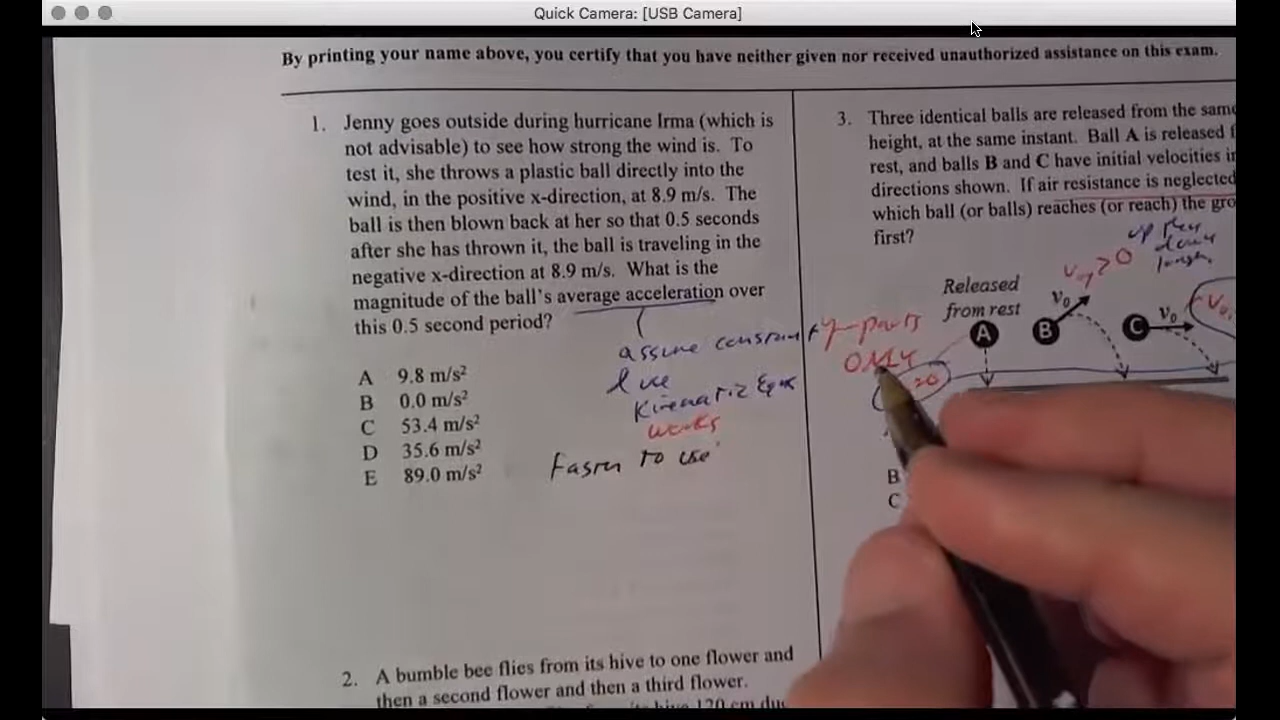 Quick Camera: [USB Camera]
By printing your name above, you certify that you have neither given nor received unauthorized assistance on this exam.
1. Jenny goes outside during hurricane Irma (which is
not advisable) to see how strong the wind is. To
test it, she throws a plastic ball directly into the
wind, in the positive x-direction, at 8.9 m/s. The
ball is then blown back at her so that 0.5 seconds
after she has thrown it, the ball is traveling in the
negative x-direction at 8.9 m/s. What is the
magnitude of the ball's average acceleration over
this 0.5 second period?
assume constant
& use
Kinematic Eqns
works
Faster to use
A 9.8 m/s²
B 0.0 m/s²
C 53.4 m/s²
D 35.6 m/s²
E 89.0 m/s²
2. A bumble bee flies from its hive to one flower and
then a second flower and then a third flower.
hive 120 cm du
3. Three identical balls are released from the same
height, at the same instant. Ball A is released
rest, and balls B and C have initial velocities in
directions shown. If air resistance is neglected
which ball (or balls) reaches (or reach) the gro
first?
up then
down
longer
y-parts
ONLY
Released
from rest
A
v₀
B
v₀
C
B
C